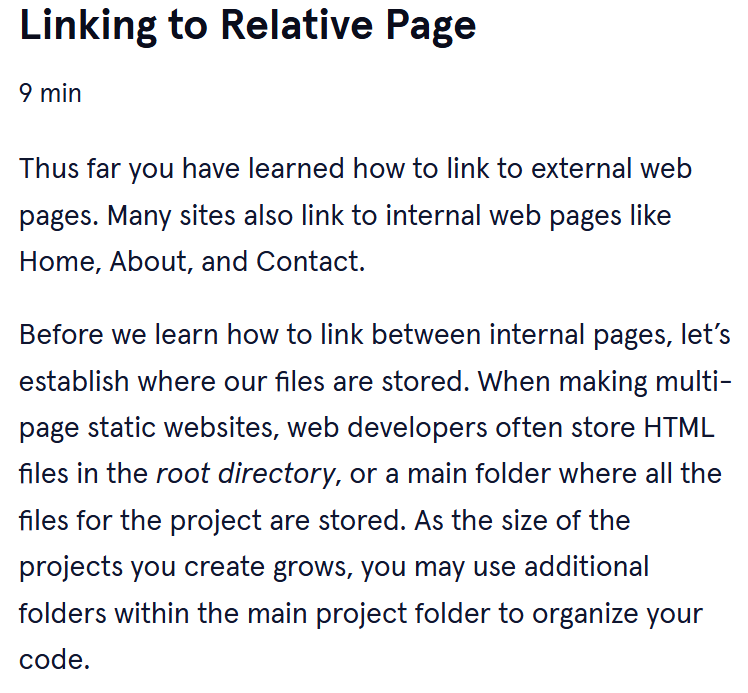 Linking to Relative Page
9 min
Thus far you have learned how to link to external web
pages. Many sites also link to internal web pages like
Home, About, and Contact.
Before we learn how to link between internal pages, let’s
establish where our files are stored. When making multi-
page static websites, web developers often store HTML
files in the root directory, or a main folder where all the
files for the project are stored. As the size of the
projects you create grows, you may use additional
folders within the main project folder to organize your
code.